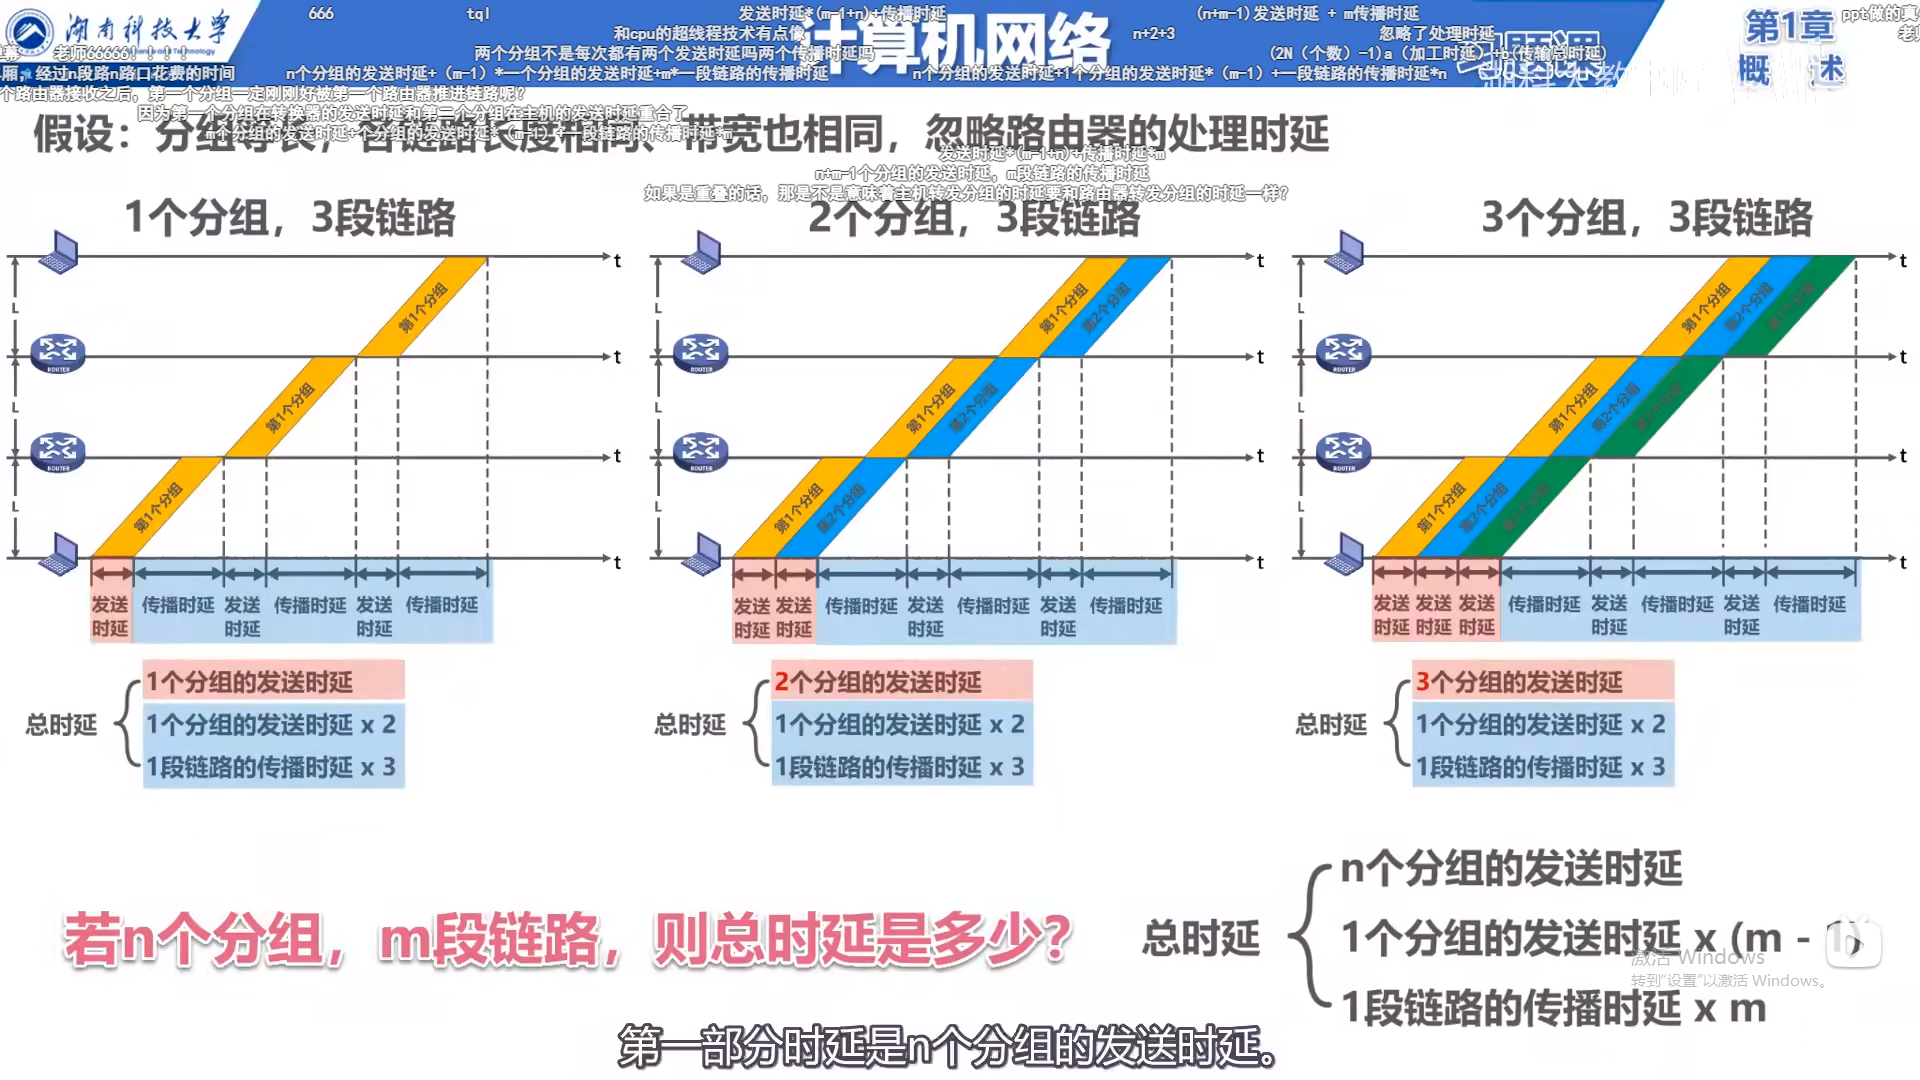 湖南科技大学
计算机网络
第1章
概 述
666
tql
发送时延*(m-1+n)+传播时延
(n+m-1)发送时延 + m传播时延
和cpu的超线程技术有点像
n+2+3
忽略了处理时延
老师66666！！！！
两个分组不是每次都有两个发送时延吗两个传播时延吗
(2N（个数）-1)a（加工时延）+b(传输总时延)
经过n段路n路口花费的时间
n个分组的发送时延+（m-1）*一个分组的发送时延+m*一段链路的传播时延
n个分组的发送时延+1个分组的发送时延*（m-1）+一段链路的传播时延*n
个路由器接收之后，第一个分组一定刚刚好被第一个路由器推进链路呢？
因为第一个分组在转换器的发送时延和第二个分组在主机的发送时延重合了
假设：分组等长，各链路长度相同、带宽也相同，忽略路由器的处理时延
发送时延*(m-1+n)+传播时延*m
n+m-1个分组的发送时延，m段链路的传播时延
如果是重叠的话，那是不是意味着主机转发分组的时延要和路由器转发分组的时延一样？
1个分组，3段链路
2个分组，3段链路
3个分组，3段链路
t
t
t
L
第1个分组
L
第1个分组
第2个分组
L
第1个分组
第2个分组
ROUTER
t
ROUTER
t
ROUTER
t
L
第1个分组
L
第1个分组
第2个分组
L
第1个分组
第2个分组
ROUTER
t
ROUTER
t
ROUTER
t
L
第1个分组
L
第1个分组
第2个分组
L
第1个分组
第2个分组
t
t
t
发送时延 传播时延 发送时延 传播时延 发送时延 传播时延
发送时延 发送时延 传播时延 发送时延 传播时延 发送时延 传播时延
发送时延 发送时延 发送时延 传播时延 发送时延 传播时延 发送时延 传播时延
总时延
1个分组的发送时延
1个分组的发送时延 x 2
1段链路的传播时延 x 3
总时延
2个分组的发送时延
1个分组的发送时延 x 2
1段链路的传播时延 x 3
总时延
3个分组的发送时延
1个分组的发送时延 x 2
1段链路的传播时延 x 3
若n个分组，m段链路，则总时延是多少？
总时延
n个分组的发送时延
1个分组的发送时延 x (m - 1)
1段链路的传播时延 x m
激活 Windows
转到“设置”以激活 Windows。
第一部分时延是n个分组的发送时延。